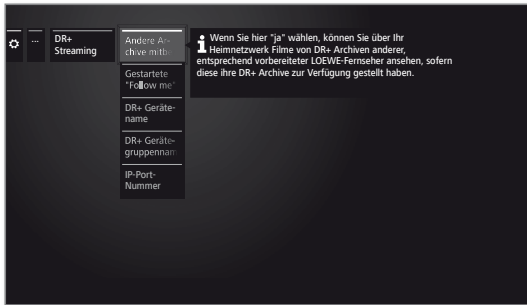 ...
DR+
Streaming
Andere Ar-
chive mitb
Gestartete
"Follow me"
DR+ Geräte-
name
DR+ Geräte-
gruppennam
IP-Port-
Nummer
Wenn Sie hier "ja" wählen, können Sie über Ihr
Heimnetzwerk Filme von DR+ Archiven anderer,
entsprechend vorbereiteter LOEWE-Fernseher ansehen, sofern
diese ihre DR+ Archive zur Verfügung gestellt haben.